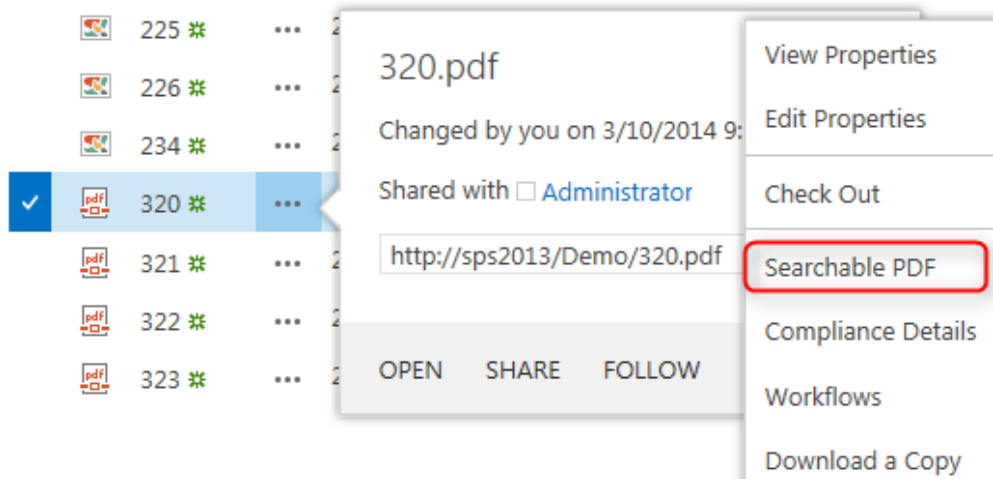 225
226
234
320
321
322
323
320.pdf
Changed by you on 3/10/2014 9:
Shared with Administrator
http://sps2013/Demo/320.pdf
OPEN SHARE FOLLOW
View Properties
Edit Properties
Check Out
Searchable PDF
Compliance Details
Workflows
Download a Copy